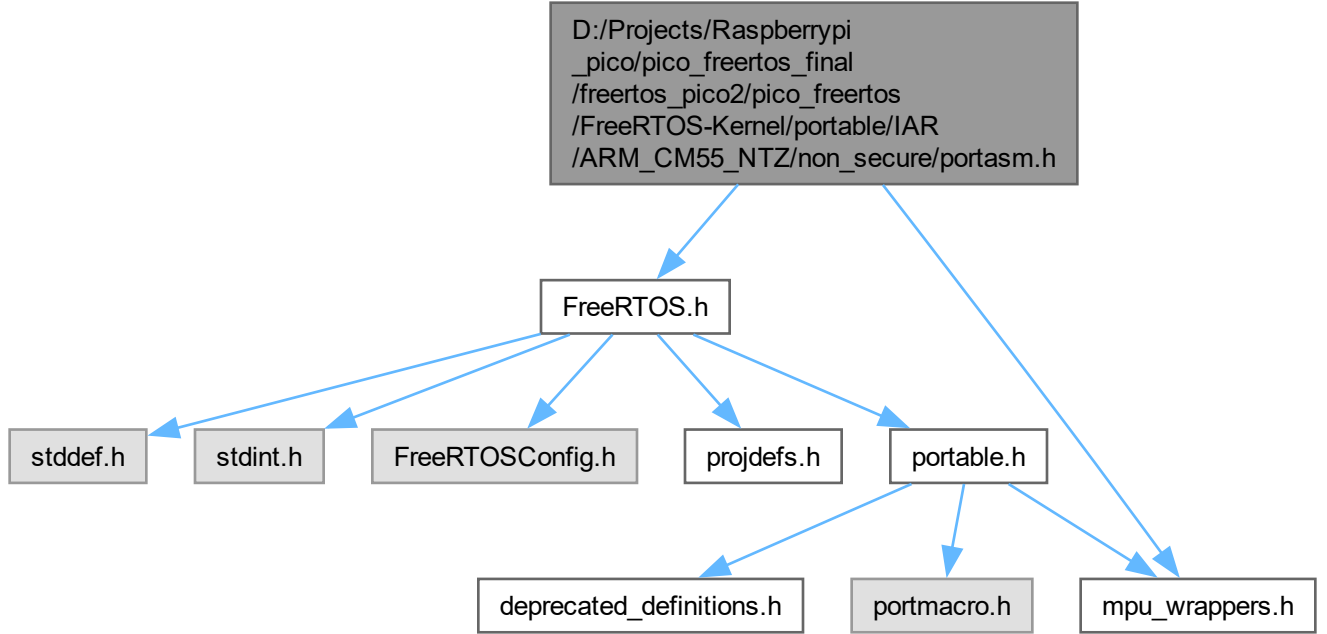 D:/Projects/Raspberrypi
_pico/pico_freertos_final
/freertos_pico2/pico_freertos
/FreeRTOS-Kernel/portable/IAR
/ARM_CM55_NTZ/non_secure/portasm.h
FreeRTOS.h
stddef.h
stdint.h
FreeRTOSConfig.h
projdefs.h
portable.h
deprecated_definitions.h
portmacro.h
mpu_wrappers.h